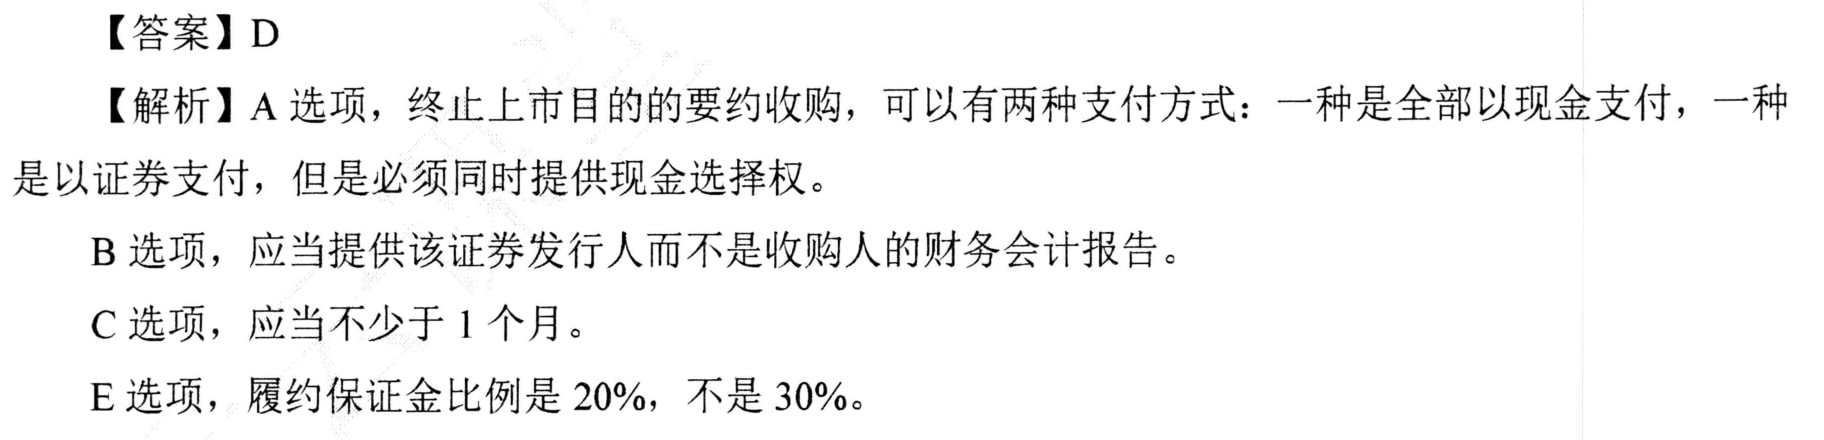 【答案】D
【解析】A 选项，终止上市目的的要约收购，可以有两种支付方式：一种是全部以现金支付，一种
是以证券支付，但是必须同时提供现金选择权。
B 选项，应当提供该证券发行人而不是收购人的财务会计报告。
C 选项，应当不少于 1 个月。
E 选项，履约保证金比例是 20%，不是 30%。